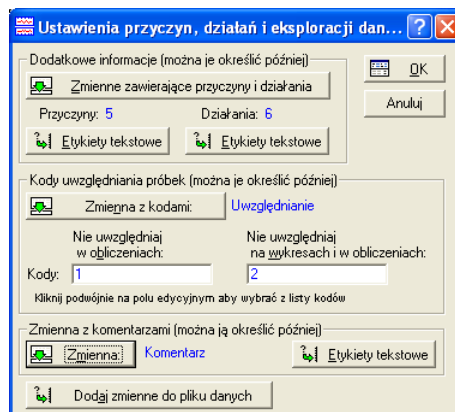 Ustawienia przyczyn, działań i eksploracji dan...
Dodatkowe informacje (można je określić później)
OK
Zmienne zawierające przyczyny i działania
Anuluj
Przyczyny: 5 Działania: 6
Etykiety tekstowe Etykiety tekstowe
Kody uwzględniania próbek (można je określić później)
Zmienna z kodami: Uwzględnianie
Nie uwzględniaj w obliczeniach:
Nie uwzględniaj na wykresach i w obliczeniach:
Kody: 1 2
Kliknij podwójnie na polu edycyjnym aby wybrać z listy kodów
Zmienna z komentarzami (można ją określić później)
Zmienna: Komentarz Etykiety tekstowe
Dodaj zmienne do pliku danych